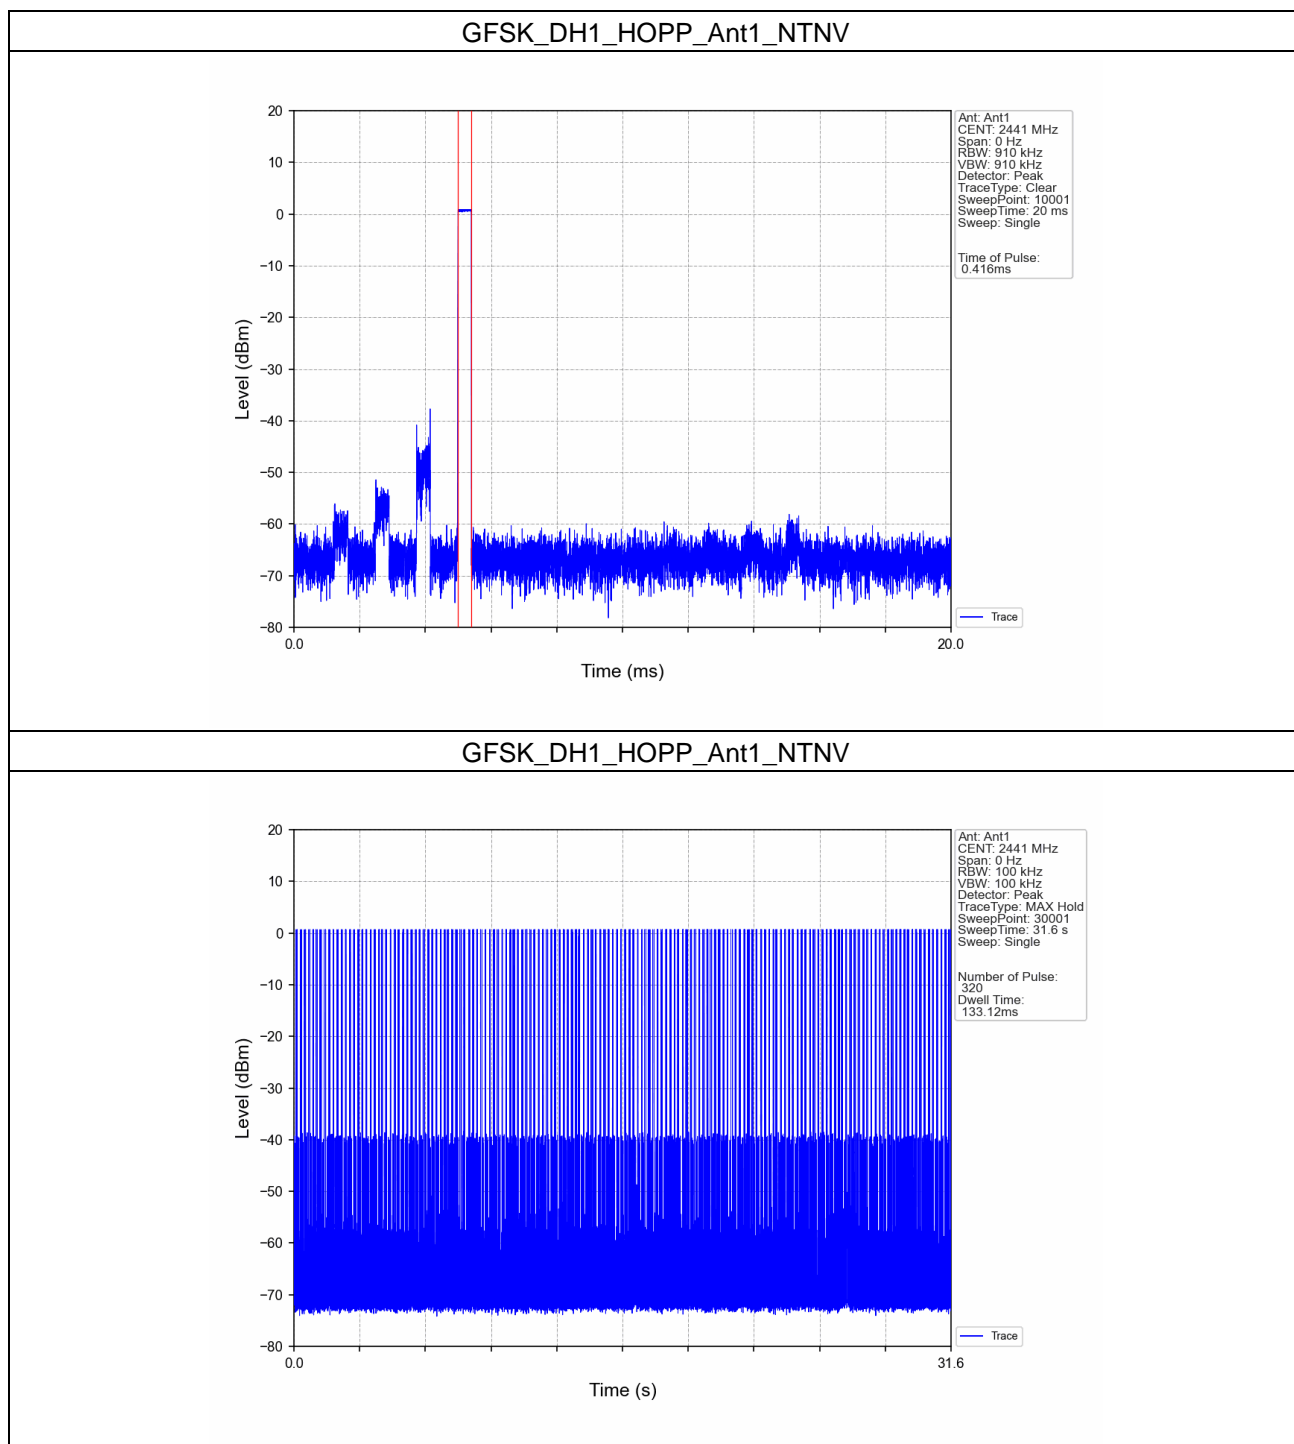 GFSK_DH1_HOPP_Ant1_NTNV
20
10
0
−10
−20
−30
−40
−50
−60
−70
−80
Level (dBm)
0.0
20.0
Time (ms)
Ant: Ant1
CENT: 2441 MHz
Span: 0 Hz
RBW: 910 kHz
VBW: 910 kHz
Detector: Peak
TraceType: Clear
SweepPoint: 10001
SweepTime: 20 ms
Sweep: Single
Time of Pulse:
0.416ms
Trace
GFSK_DH1_HOPP_Ant1_NTNV
20
10
0
−10
−20
−30
−40
−50
−60
−70
−80
Level (dBm)
0.0
31.6
Time (s)
Ant: Ant1
CENT: 2441 MHz
Span: 0 Hz
RBW: 100 kHz
VBW: 100 kHz
Detector: Peak
TraceType: MAX Hold
SweepPoint: 30001
SweepTime: 31.6 s
Sweep: Single
Number of Pulse:
320
Dwell Time:
133.12ms
Trace